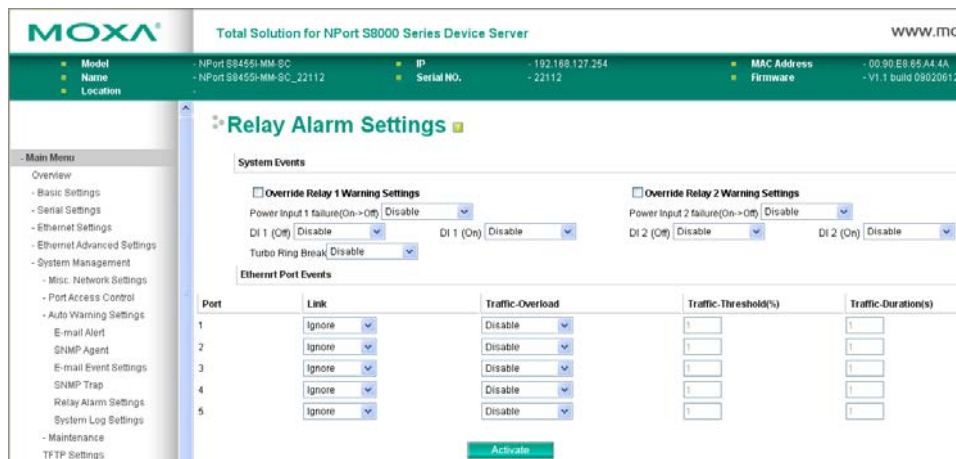 MOXA
Total Solution for NPort S8000 Series Device Server
www.mo
Model - NPort S8455I-MM-SC IP - 192.168.127.254 MAC Address - 00:90:E8:65:A4:4A
Name - NPort S8455I-MM-SC_22112 Serial NO. - 22112 Firmware - V1.1 build 09020612
Location -
- Main Menu
Overview
- Basic Settings
- Serial Settings
- Ethernet Settings
- Ethernet Advanced Settings
- System Management
- Misc. Network Settings
- Port Access Control
- Auto Warning Settings
E-mail Alert
SNMP Agent
E-mail Event Settings
SNMP Trap
Relay Alarm Settings
System Log Settings
- Maintenance
TFTP Settings
Relay Alarm Settings ?
System Events
Override Relay 1 Warning Settings Override Relay 2 Warning Settings
Power Input 1 failure(On->Off) Disable Power Input 2 failure(On->Off) Disable
DI 1 (Off) Disable DI 1 (On) Disable DI 2 (Off) Disable DI 2 (On) Disable
Turbo Ring Break Disable
Ethernrt Port Events
Port Link Traffic-Overload Traffic-Threshold(%) Traffic-Duration(s)
1 Ignore Disable 1 1
2 Ignore Disable 1 1
3 Ignore Disable 1 1
4 Ignore Disable 1 1
5 Ignore Disable 1 1
Activate